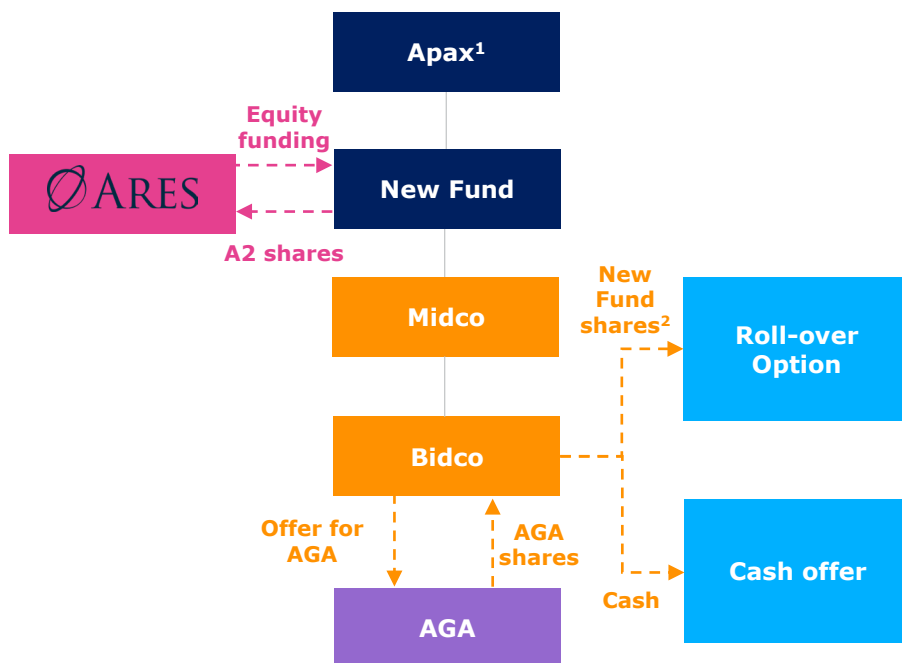 Apax¹
Equity
funding
ARES
New Fund
A2 shares
New
Fund
shares²
Midco
Roll-over
Option
Bidco
Offer for
AGA
AGA
shares
Cash offer
Cash
AGA